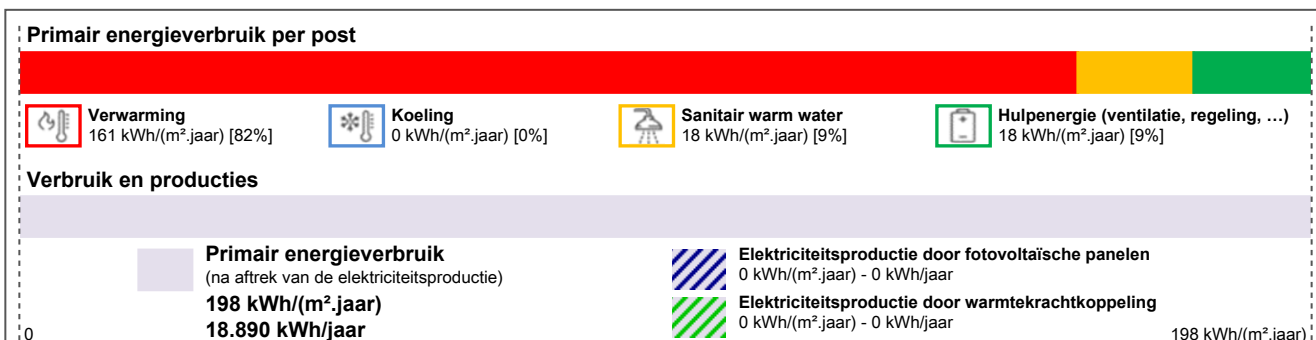 Primair energieverbruik per post
Verwarming
161 kWh/(m².jaar) [82%]
Koeling
0 kWh/(m².jaar) [0%]
Sanitair warm water
18 kWh/(m².jaar) [9%]
Hulpenergie (ventilatie, regeling, …)
18 kWh/(m².jaar) [9%]
Verbruik en producties
Primair energieverbruik
(na aftrek van de elektriciteitsproductie)
198 kWh/(m².jaar)
18.890 kWh/jaar
Elektriciteitsproductie door fotovoltaïsche panelen
0 kWh/(m².jaar) - 0 kWh/jaar
Elektriciteitsproductie door warmtekrachtkoppeling
0 kWh/(m².jaar) - 0 kWh/jaar
0
198 kWh/(m².jaar)